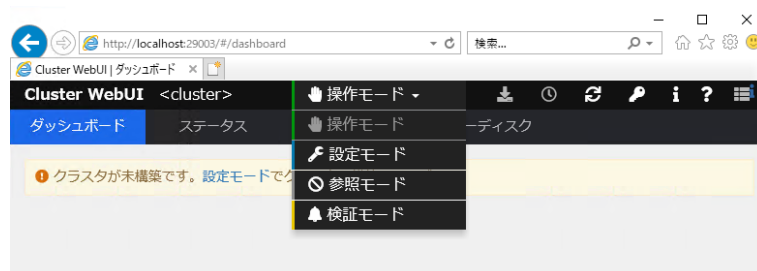 http://localhost:29003/#/dashboard 検索...
Cluster WebUI | ダッシュボード
Cluster WebUI <cluster> 操作モード
ダッシュボード ステータス 操作モード ーディスク
設定モード
クラスタが未構築です。設定モードでク
参照モード
検証モード